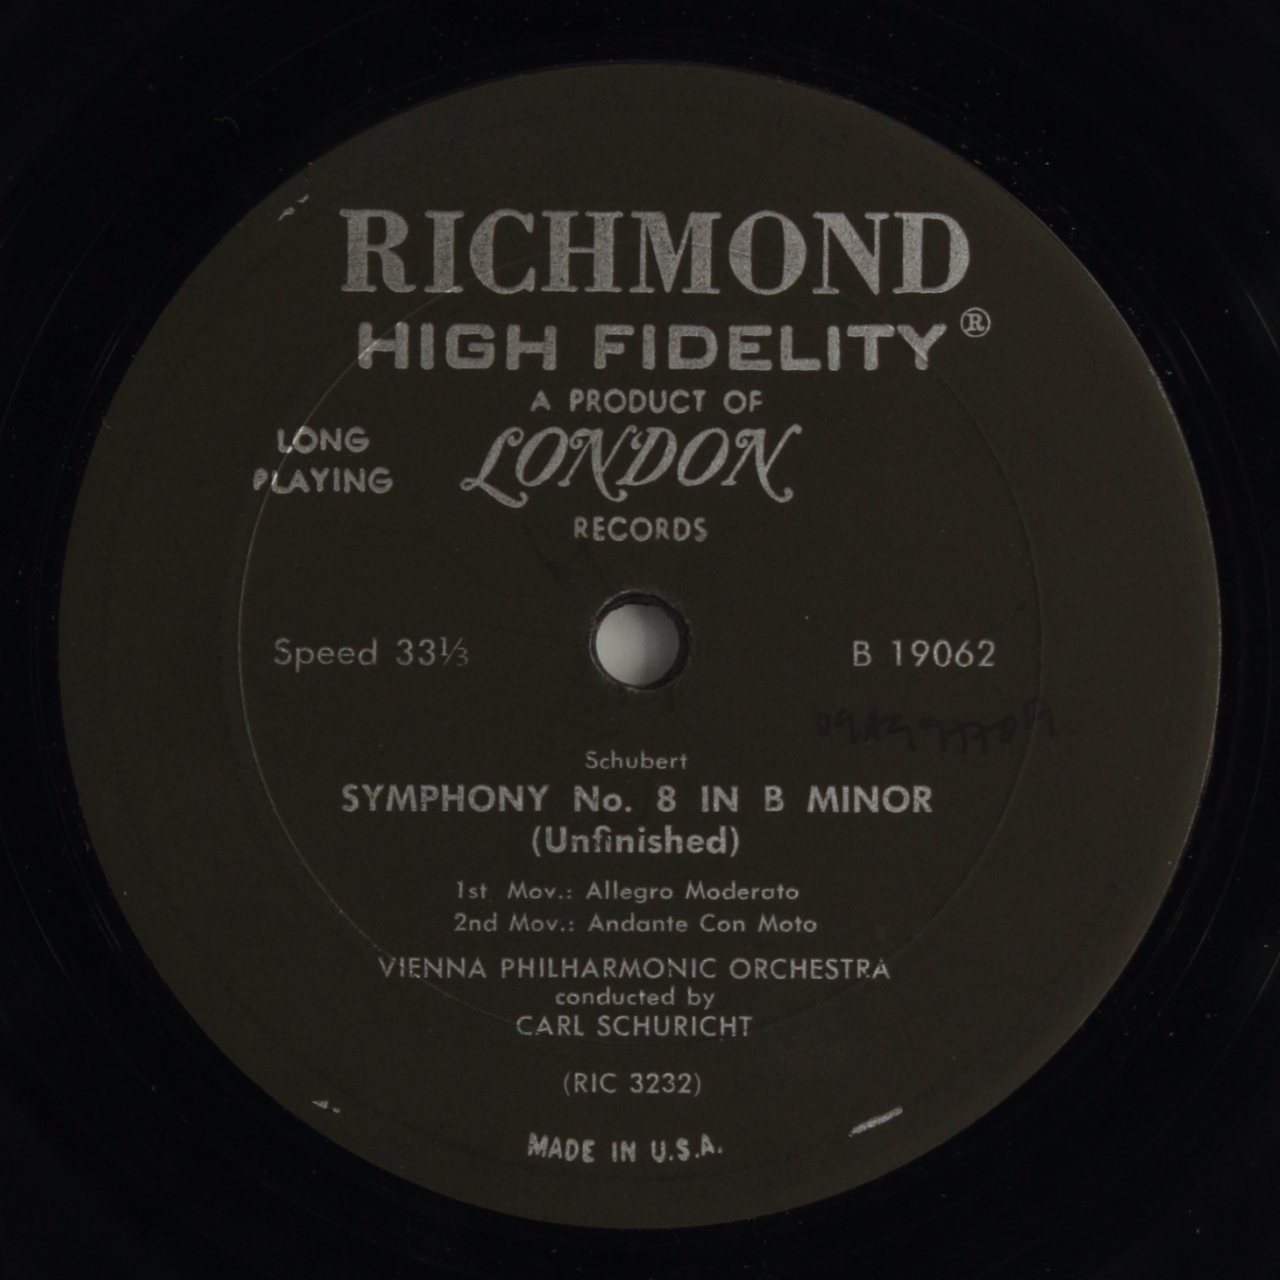 RICHMOND
HIGH FIDELITY ®
A PRODUCT OF
LONG
PLAYING
LONDON
RECORDS
Speed 33⅓
B 19062
Schubert
SYMPHONY No. 8 IN B MINOR
(Unfinished)
1st Mov.: Allegro Moderato
2nd Mov.: Andante Con Moto
VIENNA PHILHARMONIC ORCHESTRA
conducted by
CARL SCHURICHT
(RIC 3232)
MADE IN U.S.A.